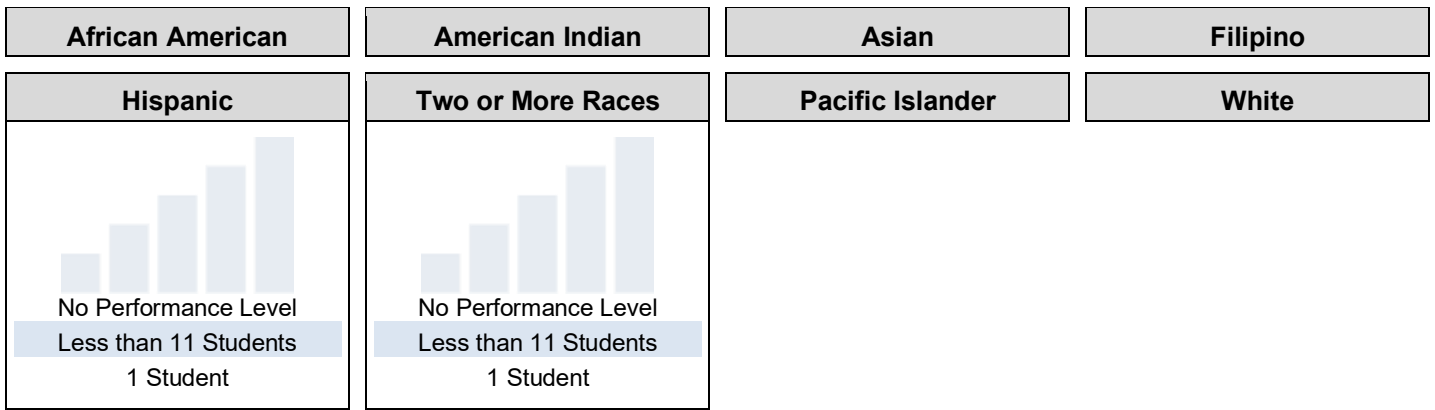 African American
American Indian
Asian
Filipino
Hispanic
No Performance Level
Less than 11 Students
1 Student
Two or More Races
No Performance Level
Less than 11 Students
1 Student
Pacific Islander
White